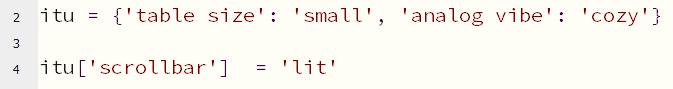 2 itu = {'table size': 'small', 'analog vibe': 'cozy'}
3
4 itu['scrollbar']  = 'lit'